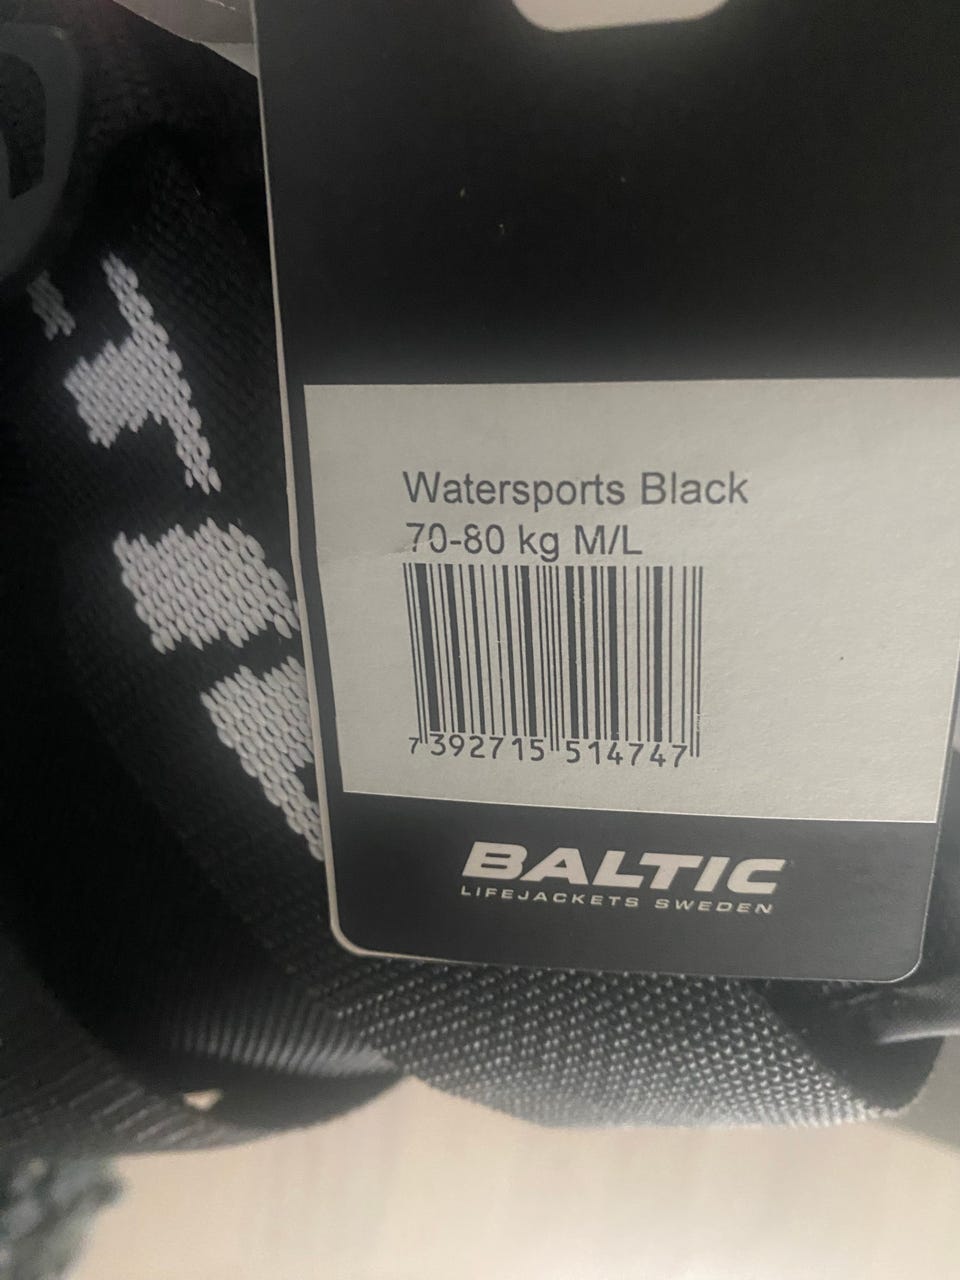 Watersports Black
70-80 kg M/L
7 392715 514747
BALTIC
LIFEJACKETS SWEDEN